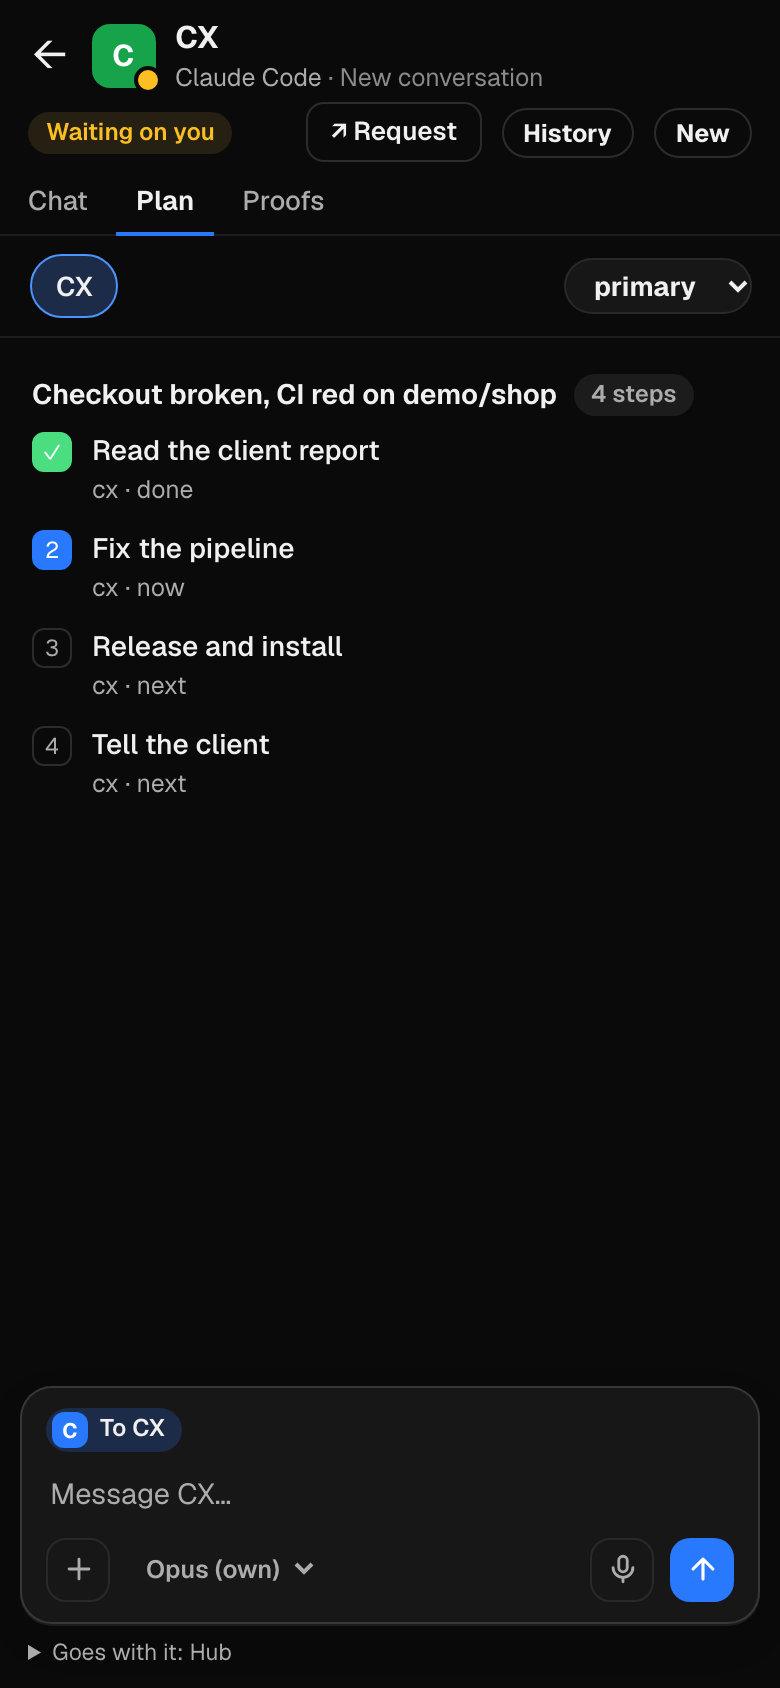 CX
C
Claude Code · New conversation
Waiting on you
Request
History
New
Chat
Plan
Proofs
CX
primary
Checkout broken, CI red on demo/shop
4 steps
✓ Read the client report
cx · done
2 Fix the pipeline
cx · now
3 Release and install
cx · next
4 Tell the client
cx · next
C To CX
Message CX...
Opus (own)
Goes with it: Hub